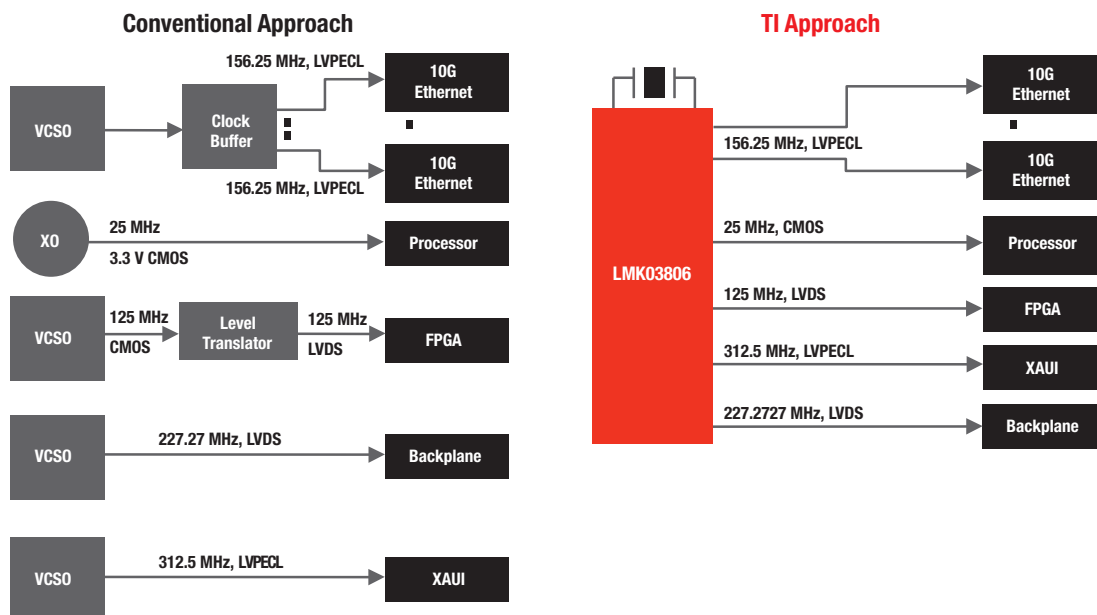 Conventional Approach
156.25 MHz, LVPECL
10G
Ethernet
VCSO
Clock
Buffer
10G
Ethernet
156.25 MHz, LVPECL
XO
25 MHz
3.3 V CMOS
Processor
VCSO
125 MHz
CMOS
Level
Translator
125 MHz
LVDS
FPGA
VCSO
227.27 MHz, LVDS
Backplane
VCSO
312.5 MHz, LVPECL
XAUI
TI Approach
10G
Ethernet
156.25 MHz, LVPECL
10G
Ethernet
LMK03806
25 MHz, CMOS
Processor
125 MHz, LVDS
FPGA
312.5 MHz, LVPECL
XAUI
227.2727 MHz, LVDS
Backplane